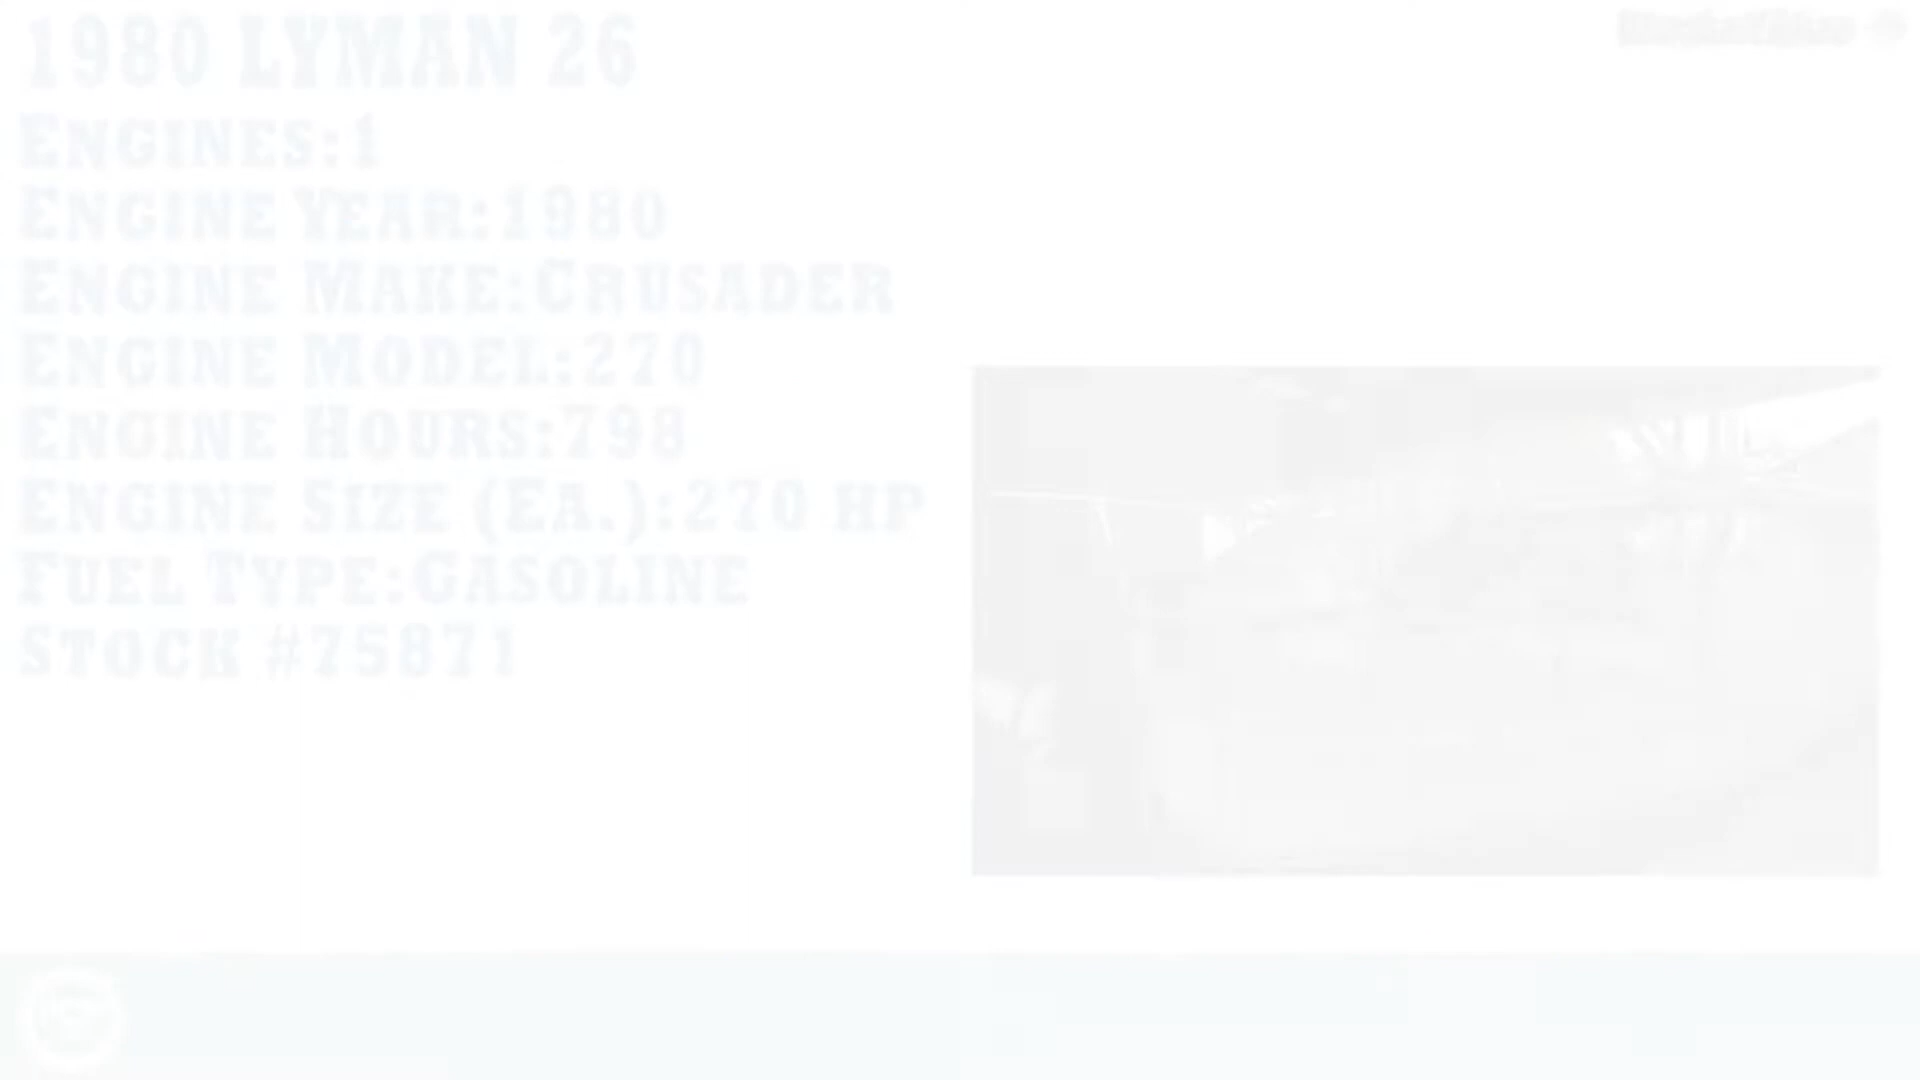 1980 LYMAN 26
ENGINES:1
ENGINE YEAR:1980
ENGINE MAKE:CRUSADER
ENGINE MODEL:270
ENGINE HOURS:798
ENGINE SIZE (EA.):270 HP
FUEL TYPE:GASOLINE
STOCK #75871